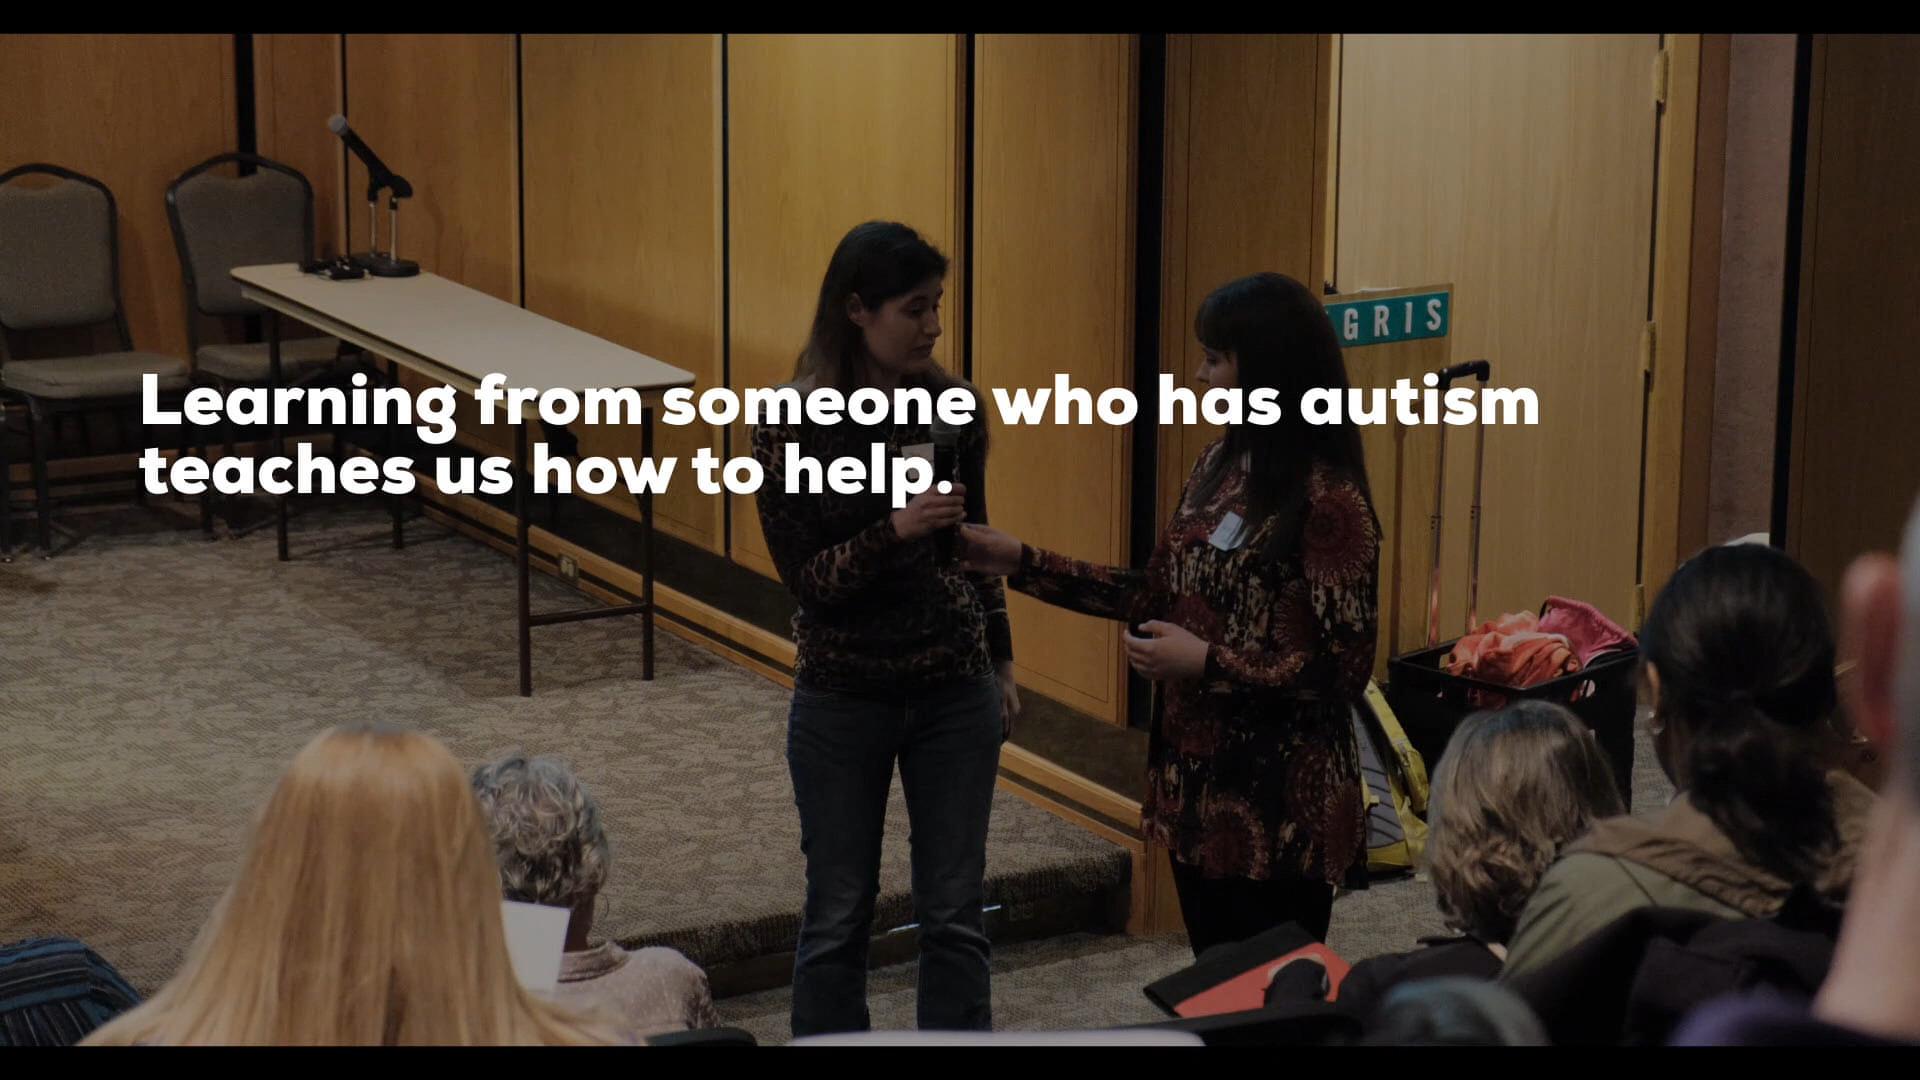 GRIS
Learning from someone who has autism
teaches us how to help.